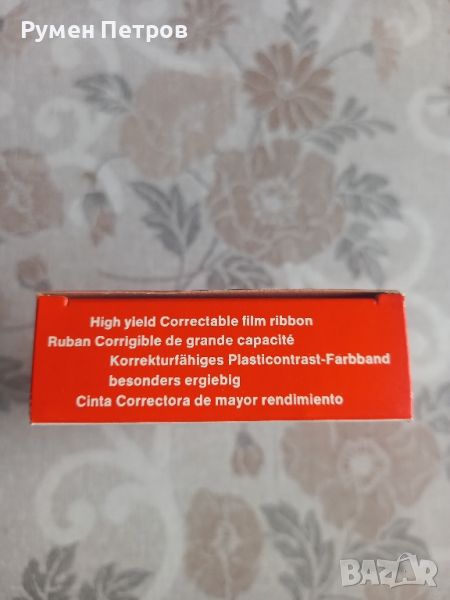 Румен Петров
High yield Correctable film ribbon
Ruban Corrigible de grande capacité
Korrekturfähiges Plasticontrast-Farbband
besonders ergiebig
Cinta Correctora de mayor rendimiento
BAZAR